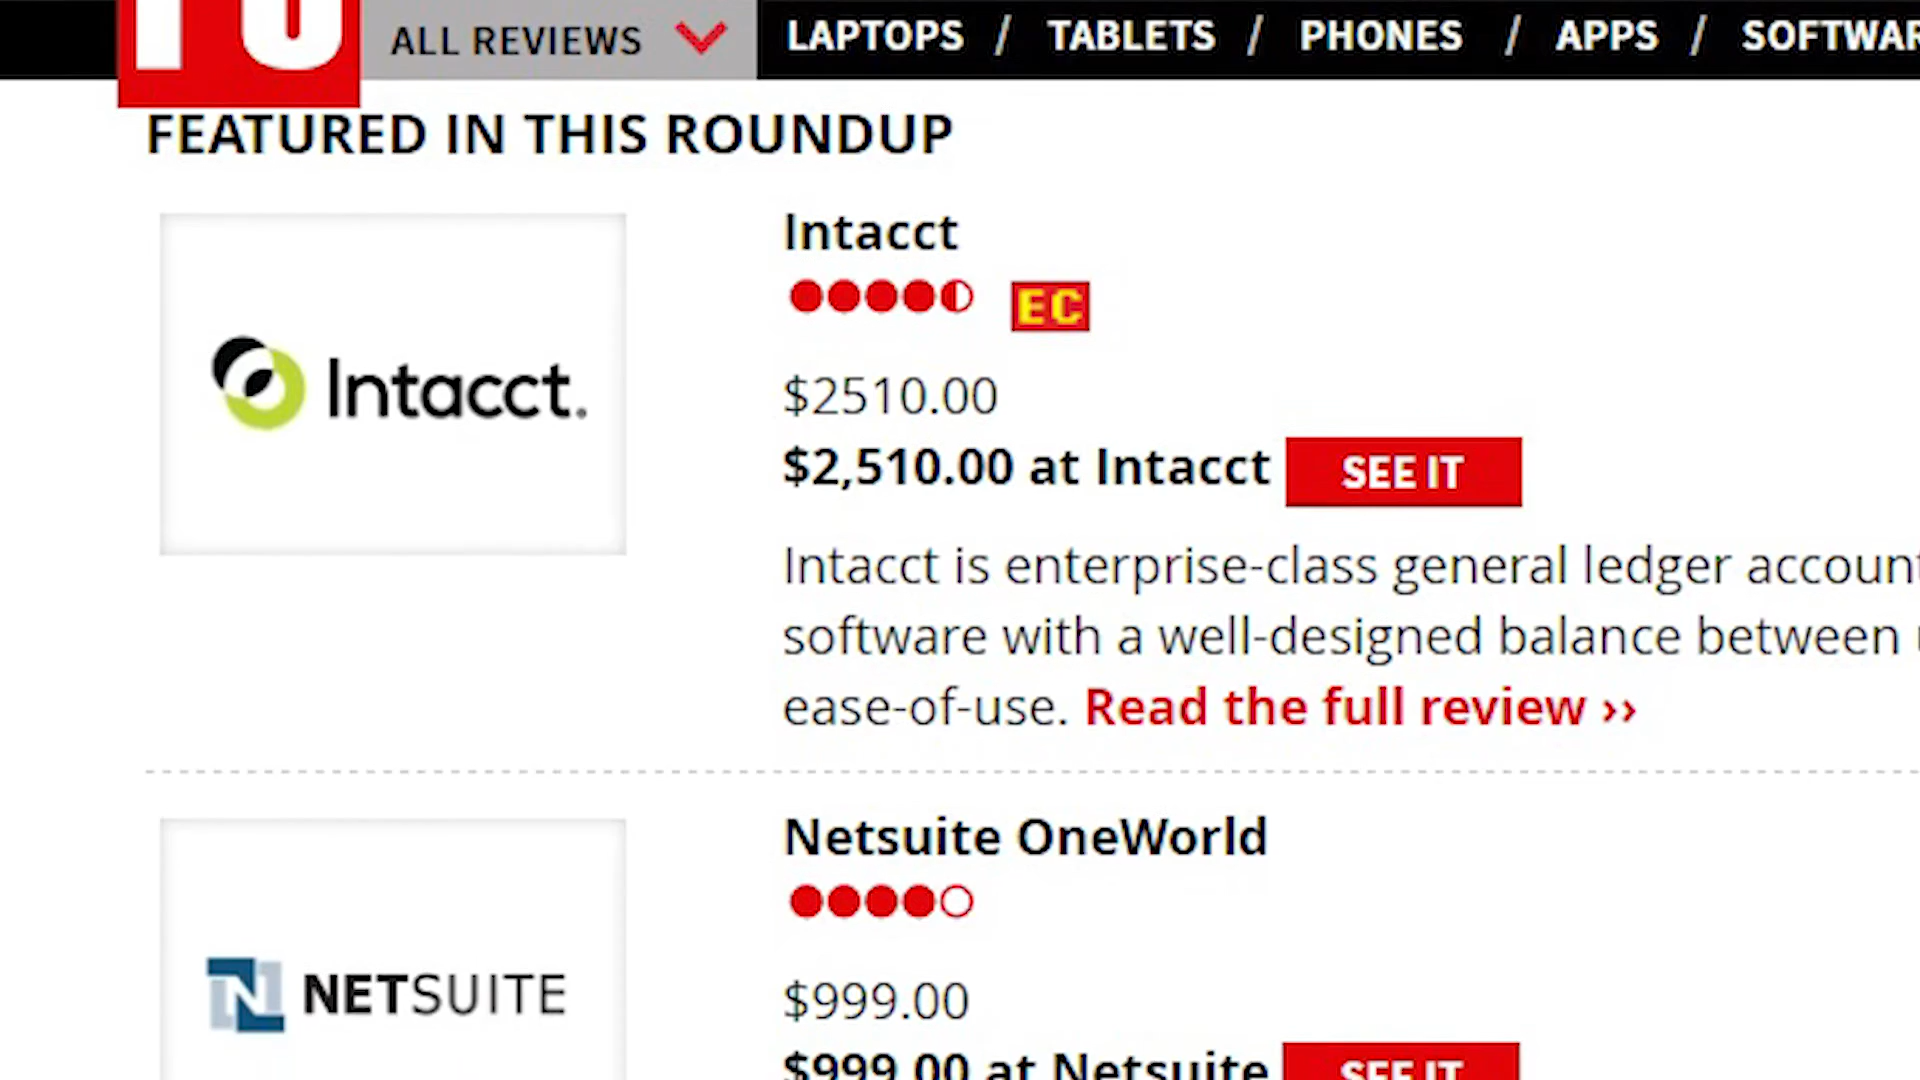 ALL REVIEWS LAPTOPS / TABLETS / PHONES / APPS /
FEATURED IN THIS ROUNDUP
Intacct
EC
Intacct.
$2510.00
$2,510.00 at Intacct SEE IT
Intacct is enterprise-class general ledger
software with a well-designed balance between
ease-of-use. Read the full review ››
Netsuite OneWorld
NETSUITE
$999.00
$999.00 at Netsuite SEE IT